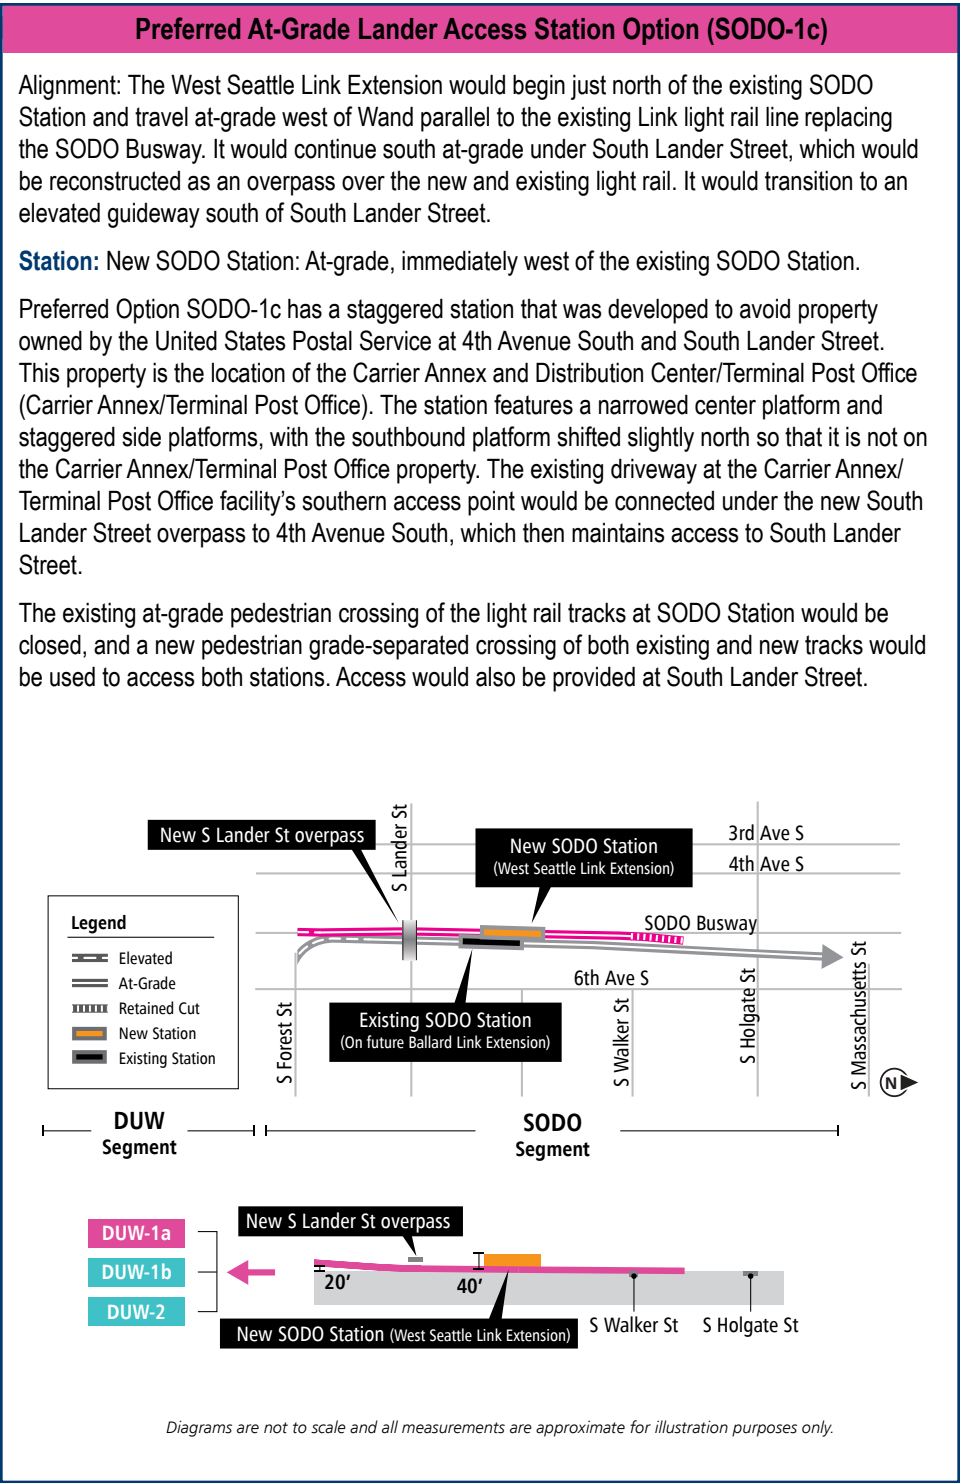 Preferred At-Grade Lander Access Station Option (SODO-1c)
Alignment: The West Seattle Link Extension would begin just north of the existing SODO
Station and travel at-grade west of Wand parallel to the existing Link light rail line replacing
the SODO Busway. It would continue south at-grade under South Lander Street, which would
be reconstructed as an overpass over the new and existing light rail. It would transition to an
elevated guideway south of South Lander Street.
Station: New SODO Station: At-grade, immediately west of the existing SODO Station.
Preferred Option SODO-1c has a staggered station that was developed to avoid property
owned by the United States Postal Service at 4th Avenue South and South Lander Street.
This property is the location of the Carrier Annex and Distribution Center/Terminal Post Office
(Carrier Annex/Terminal Post Office). The station features a narrowed center platform and
staggered side platforms, with the southbound platform shifted slightly north so that it is not on
the Carrier Annex/Terminal Post Office property. The existing driveway at the Carrier Annex/
Terminal Post Office facility's southern access point would be connected under the new South
Lander Street overpass to 4th Avenue South, which then maintains access to South Lander
Street.
The existing at-grade pedestrian crossing of the light rail tracks at SODO Station would be
closed, and a new pedestrian grade-separated crossing of both existing and new tracks would
be used to access both stations. Access would also be provided at South Lander Street.
New S Lander St overpass
S Lander St
New SODO Station
(West Seattle Link Extension)
3rd Ave S
4th Ave S
SODO Busway
6th Ave S
Legend
Elevated
At-Grade
Retained Cut
New Station
Existing Station
S Forest St
Existing SODO Station
(On future Ballard Link Extension)
S Walker St
S Holgate St
S Massachusetts St
N
DUW
Segment
SODO
Segment
DUW-1a
DUW-1b
DUW-2
New S Lander St overpass
20'
40'
New SODO Station (West Seattle Link Extension)
S Walker St
S Holgate St
Diagrams are not to scale and all measurements are approximate for illustration purposes only.